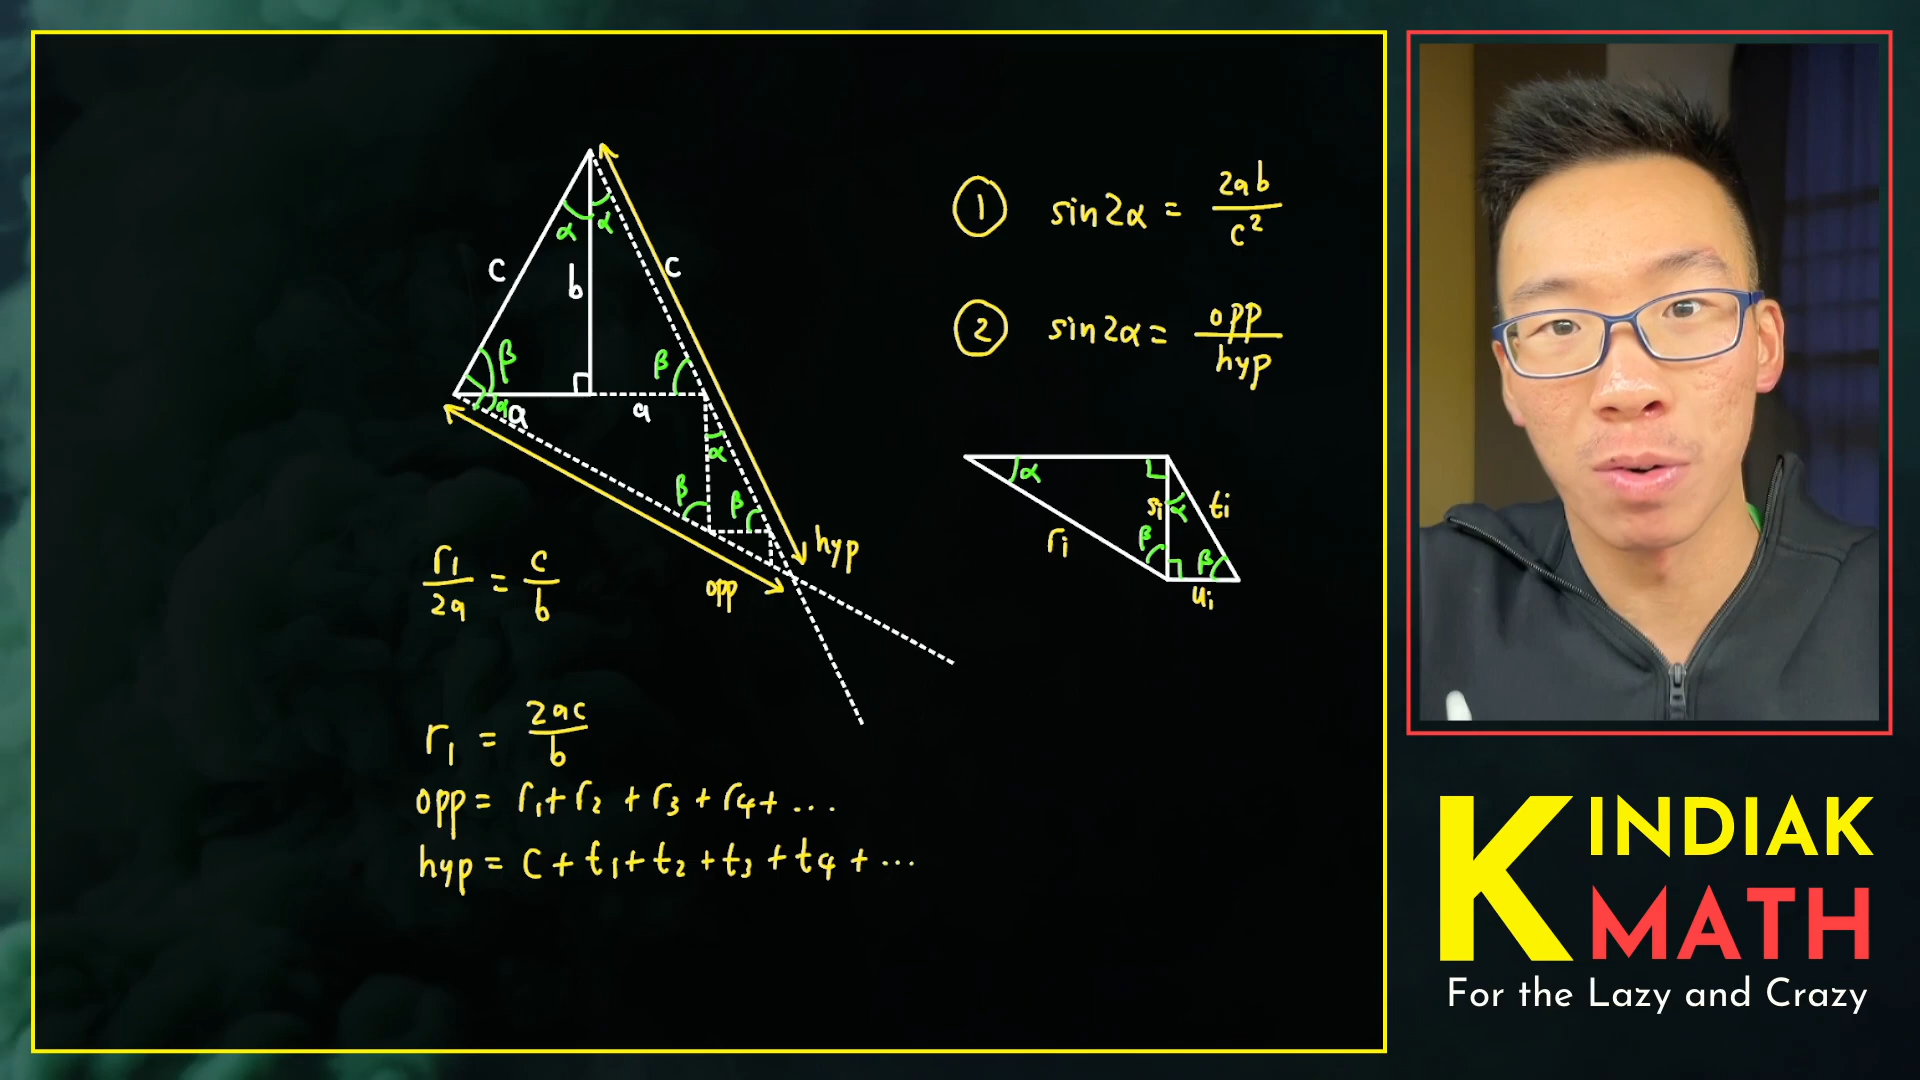 α α
c
b
c
β
β
α
a
a
α
β
β
hyp
opp
r₁/2a = c/b
r₁ = 2ac/b
opp = r₁ + r₂ + r₃ + r₄ + ...
hyp = c + t₁ + t₂ + t₃ + t₄ + ...
① sin2α = 2ab/c²
② sin2α = opp/hyp
α
sᵢ
α
tᵢ
rᵢ
β
β
uᵢ
KINDIAK
MATH
For the Lazy and Crazy